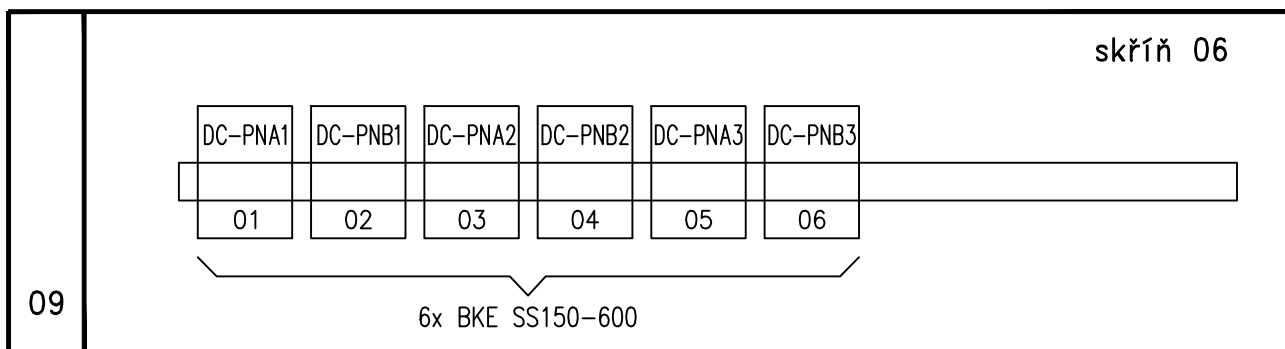 skříň 06
DC-PNA1 DC-PNB1 DC-PNA2 DC-PNB2 DC-PNA3 DC-PNB3
01 02 03 04 05 06
09
6x BKE SS150-600